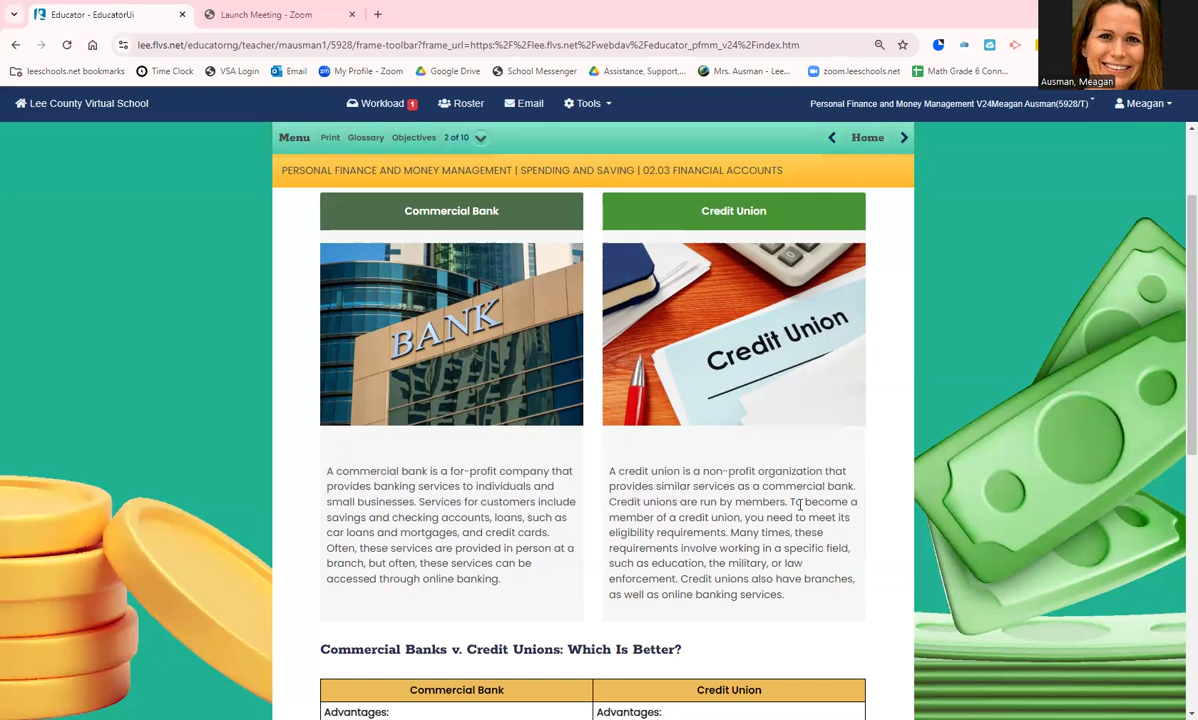 Educator - EducatorUi
Launch Meeting - Zoom
lee.flvs.net/educatorng/teacher/mausman1/5928/frame-toolbar?frame_url=https:%2F%2Flee.flvs.net%2Fwebdav%2Feducator_pfmm_v24%2Findex.htm
leeschools.net bookmarks
Time Clock
VSA Login
Email
My Profile - Zoom
Google Drive
School Messenger
Assistance, Support,...
Mrs. Ausman - Lee...
zoom.leeschools.net
Math Grade 6 Conn...
Ausman, Meagan
Lee County Virtual School
Workload 1
Roster
Email
Tools
Personal Finance and Money Management V24Meagan Ausman(5928/T)
Meagan
Menu Print Glossary Objectives 2 of 10
Home
PERSONAL FINANCE AND MONEY MANAGEMENT | SPENDING AND SAVING | 02.03 FINANCIAL ACCOUNTS
Commercial Bank
BANK
A commercial bank is a for-profit company that
provides banking services to individuals and
small businesses. Services for customers include
savings and checking accounts, loans, such as
car loans and mortgages, and credit cards.
Often, these services are provided in person at a
branch, but often, these services can be
accessed through online banking.
Credit Union
Credit Union
A credit union is a non-profit organization that
provides similar services as a commercial bank.
Credit unions are run by members. To become a
member of a credit union, you need to meet its
eligibility requirements. Many times, these
requirements involve working in a specific field,
such as education, the military, or law
enforcement. Credit unions also have branches,
as well as online banking services.
Commercial Banks v. Credit Unions: Which Is Better?
Commercial Bank
Credit Union
Advantages:
Advantages: